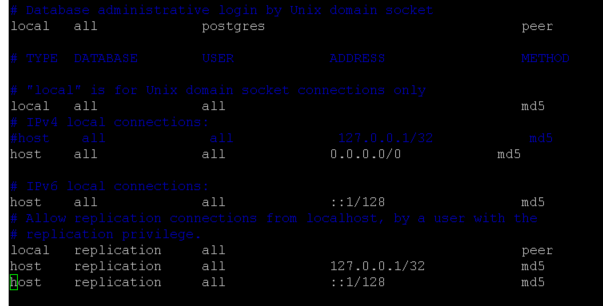 # Database administrative login by Unix domain socket
local   all             postgres                                peer
# TYPE  DATABASE        USER            ADDRESS                 METHOD
# "local" is for Unix domain socket connections only
local   all             all                                     md5
# IPv4 local connections:
#host    all             all             127.0.0.1/32            md5
host    all             all             0.0.0.0/0            md5
# IPv6 local connections:
host    all             all             ::1/128                 md5
# Allow replication connections from localhost, by a user with the
# replication privilege.
local   replication     all                                     peer
host    replication     all             127.0.0.1/32            md5
host    replication     all             ::1/128                 md5